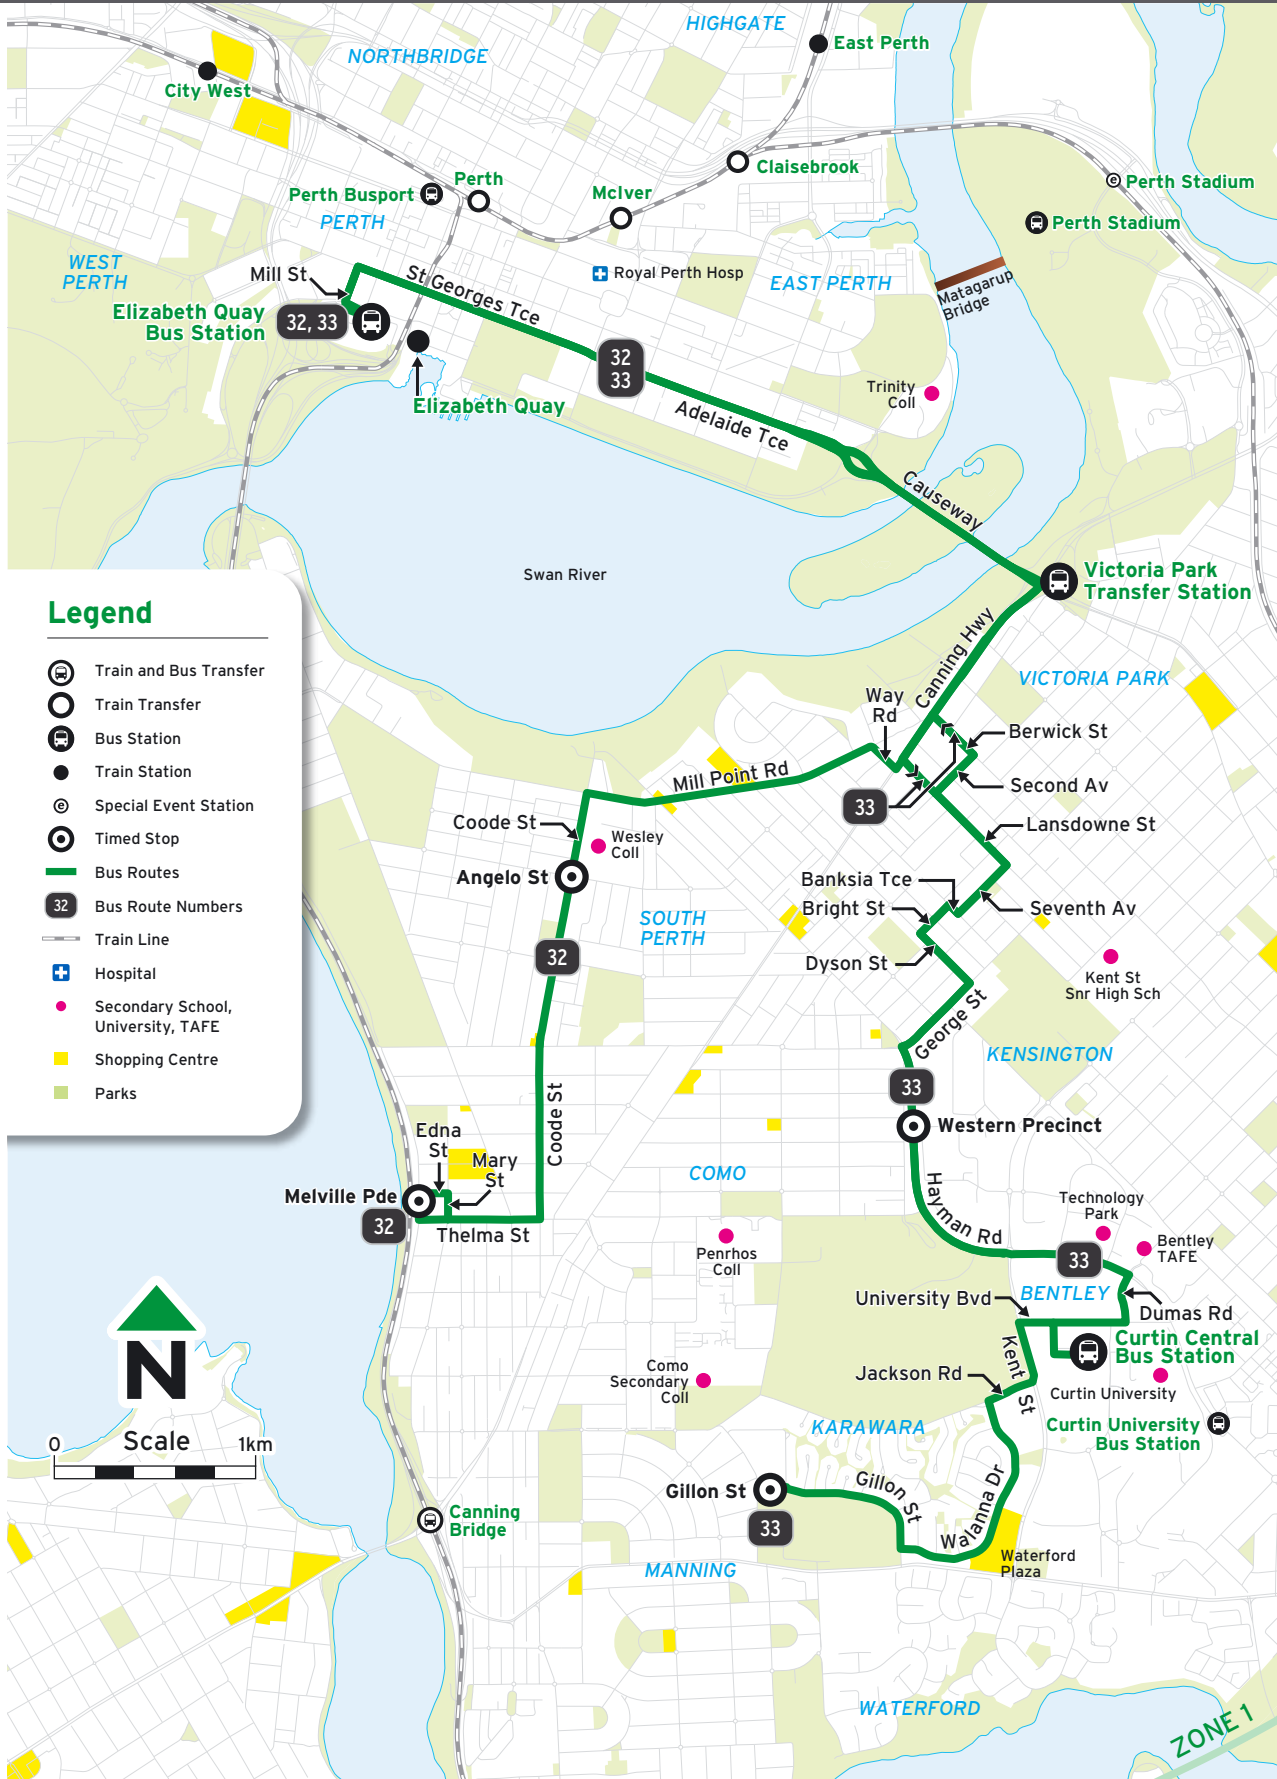 HIGHGATE
East Perth
NORTHBRIDGE
City West
Claisebrook
Perth
Perth Busport
McIver
Perth Stadium
PERTH
Perth Stadium
WEST
PERTH
Mill St
St Georges Tce
Royal Perth Hosp
EAST PERTH
Matagarup
Bridge
Elizabeth Quay
Bus Station
32, 33
32
33
Trinity
Coll
Elizabeth Quay
Adelaide Tce
Causeway
Swan River
Victoria Park
Transfer Station
Canning Hwy
VICTORIA PARK
Way
Rd
Berwick St
Mill Point Rd
Second Av
33
Coode St
Lansdowne St
Wesley
Coll
Angelo St
Banksia Tce
Bright St
Seventh Av
SOUTH
PERTH
32
Dyson St
Kent St
Snr High Sch
George St
KENSINGTON
33
Western Precinct
Coode St
Edna
St
Mary
St
COMO
Melville Pde
32
Thelma St
Hayman Rd
Technology
Park
Penrhos
Coll
Bentley
TAFE
33
University Bvd
BENTLEY
Dumas Rd
Curtin Central
Bus Station
Kent St
Como
Secondary
Coll
Jackson Rd
Curtin University
KARAWARA
Curtin University
Bus Station
Gillon St
Gillon St
33
Walanna Dr
Canning
Bridge
Waterford
Plaza
MANNING
WATERFORD
ZONE 1
Legend
Train and Bus Transfer
Train Transfer
Bus Station
Train Station
e Special Event Station
Timed Stop
Bus Routes
32 Bus Route Numbers
Train Line
Hospital
Secondary School,
University, TAFE
Shopping Centre
Parks
N
0 Scale 1km